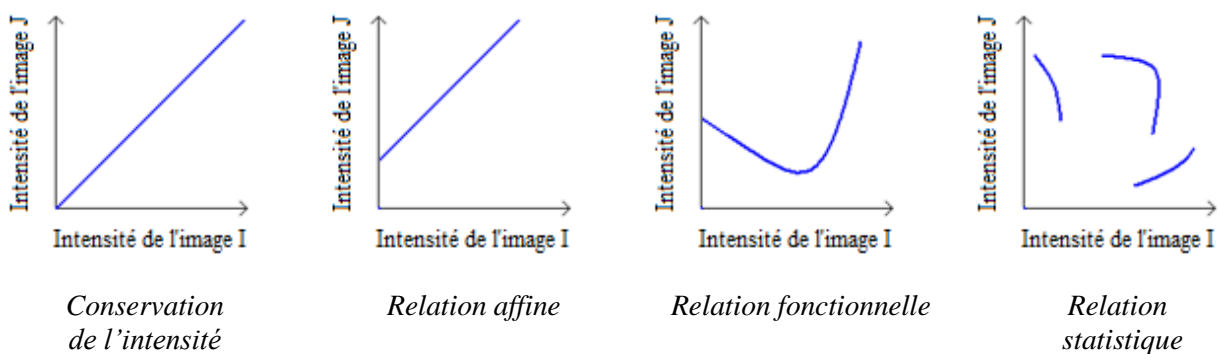 Intensité de l'image J
Intensité de l'image I
Intensité de l'image J
Intensité de l'image I
Intensité de l'image J
Intensité de l'image I
Intensité de l'image J
Intensité de l'image I
Conservation
de l’intensité
Relation affine
Relation fonctionnelle
Relation
statistique